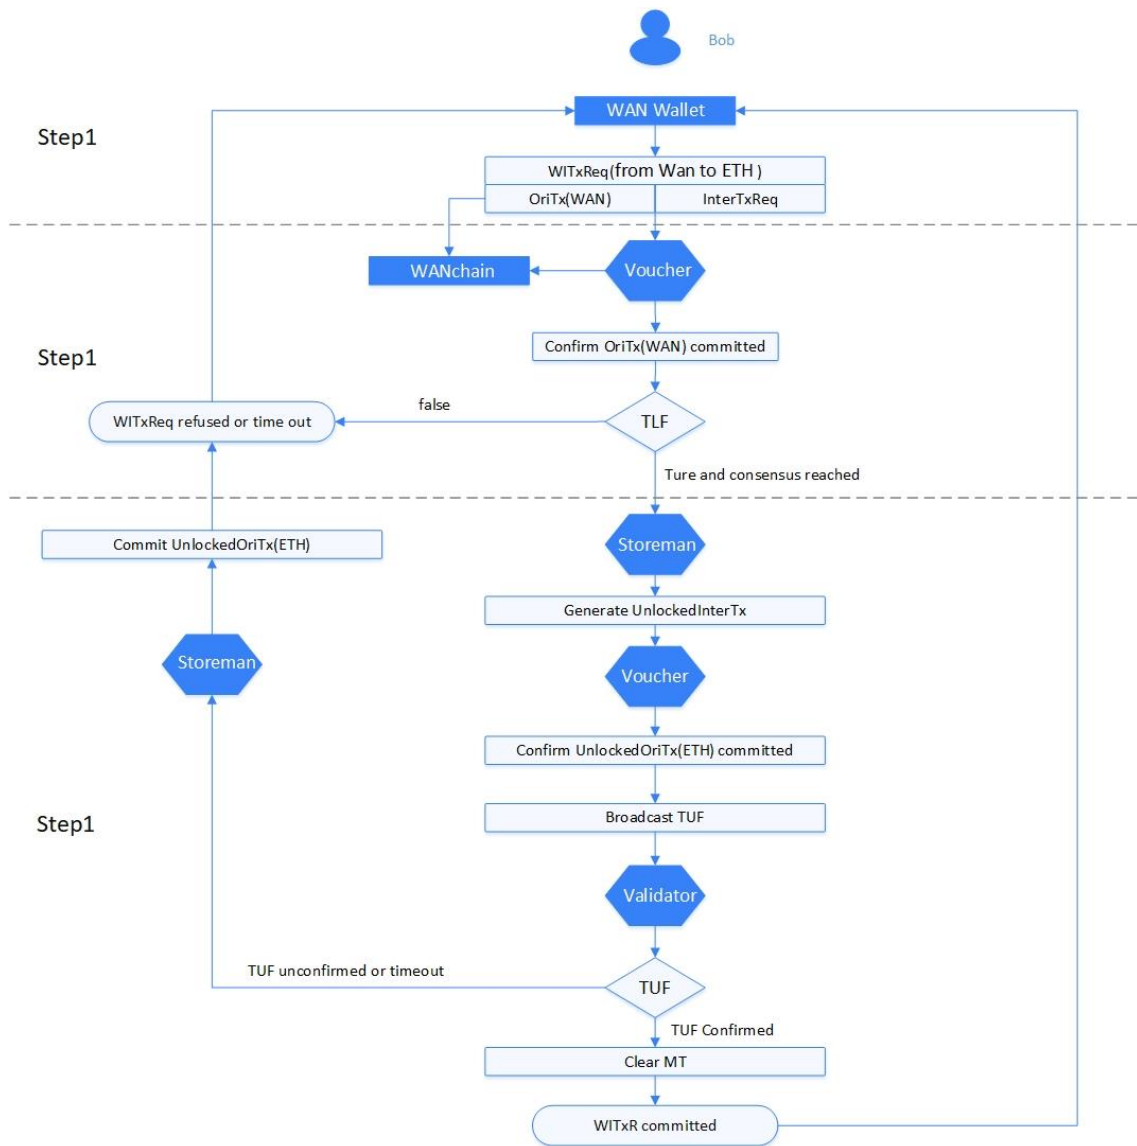 Bob
WAN Wallet
Step1
WITxReq(from Wan to ETH)
OriTx(WAN)
InterTxReq
WANchain
Voucher
Step1
Confirm OriTx(WAN) committed
WITxReq refused or time out
false
TLF
Ture and consensus reached
Commit UnlockedOriTx(ETH)
Storeman
Generate UnlockedInterTx
Storeman
Voucher
Confirm UnlockedOriTx(ETH) committed
Step1
Broadcast TUF
Validator
TUF unconfirmed or timeout
TUF
TUF Confirmed
Clear MT
WITxR committed